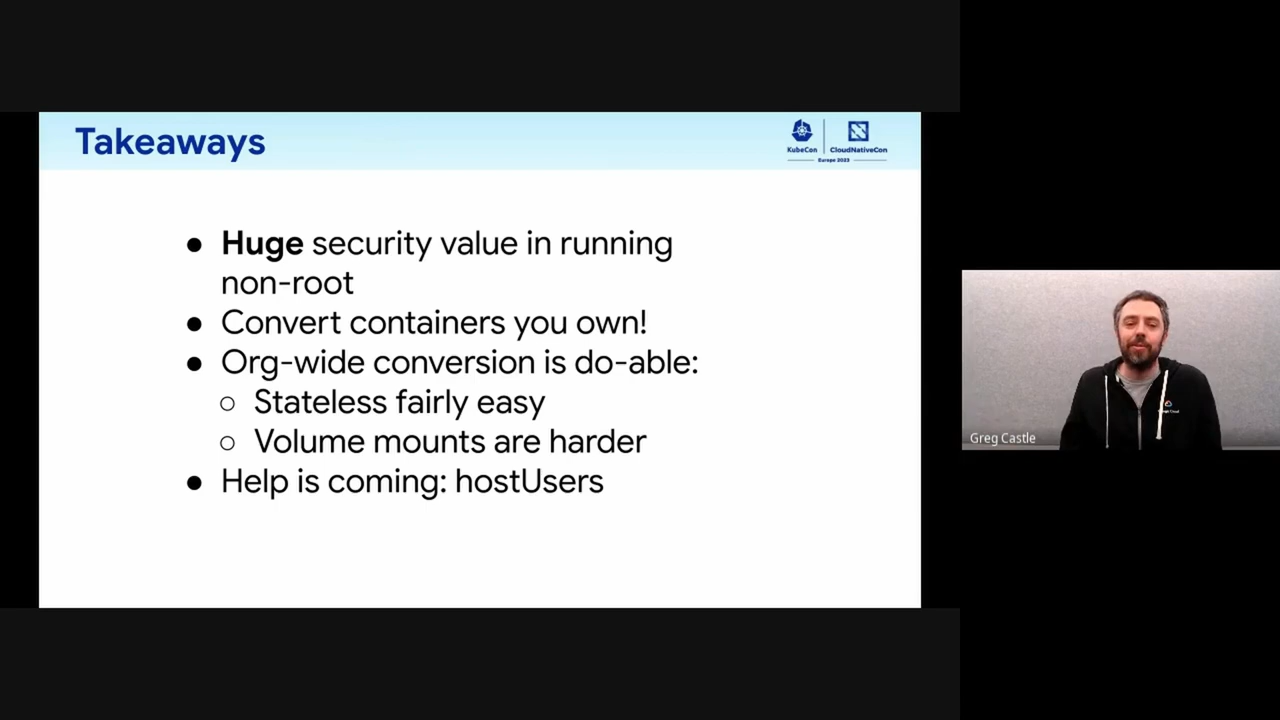 Takeaways
KubeCon
CloudNativeCon
Europe 2023
● Huge security value in running
non-root
● Convert containers you own!
● Org-wide conversion is do-able:
○ Stateless fairly easy
○ Volume mounts are harder
● Help is coming: hostUsers
Greg Castle